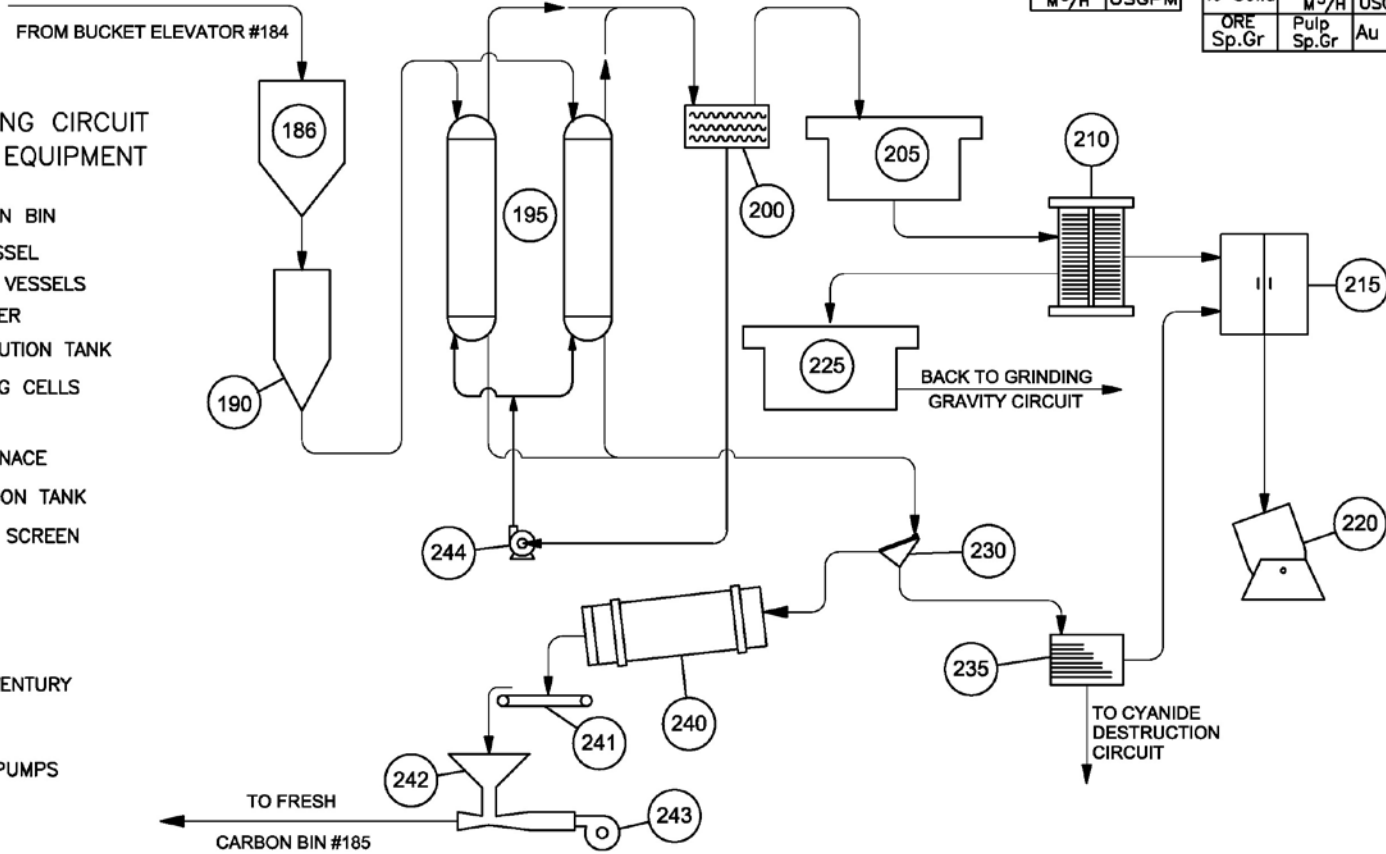 FROM BUCKET ELEVATOR #184
M³/H USGPM
M³/H
ORE Sp.Gr
Pulp Sp.Gr
Au
NG CIRCUIT
EQUIPMENT
N BIN
SSEL
VESSELS
ER
UTION TANK
G CELLS
NACE
ON TANK
SCREEN
ENTURY
PUMPS
186
190
195
200
205
210
215
220
225
BACK TO GRINDING
GRAVITY CIRCUIT
244
230
235
240
241
242
243
TO CYANIDE
DESTRUCTION
CIRCUIT
TO FRESH
CARBON BIN #185